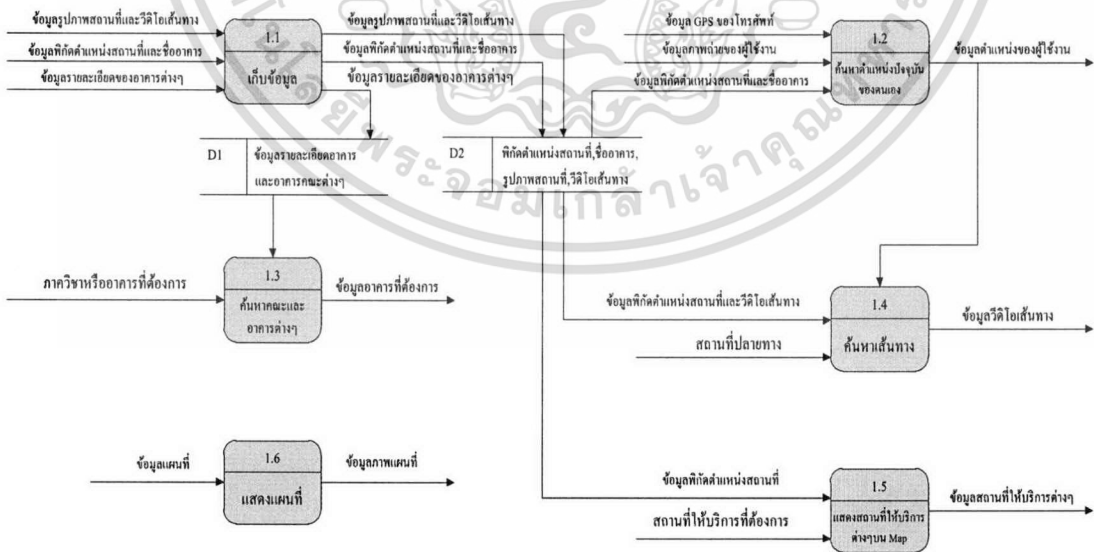 ข้อมูลรูปภาพสถานที่และวีดิโอเส้นทาง
ข้อมูลพิกัดตำแหน่งสถานที่และชื่ออาคาร
ข้อมูลรายละเอียดของอาคารต่างๆ
1.1
เก็บข้อมูล
ข้อมูลรูปภาพสถานที่และวีดิโอเส้นทาง
ข้อมูลพิกัดตำแหน่งสถานที่และชื่ออาคาร
ข้อมูลรายละเอียดของอาคารต่างๆ
ข้อมูล GPS ของโทรศัพท์
ข้อมูลภาพถ่ายของผู้ใช้งาน
ข้อมูลพิกัดตำแหน่งสถานที่และชื่ออาคาร
1.2
ค้นหาตำแหน่งปัจจุบัน
ของตนเอง
ข้อมูลตำแหน่งของผู้ใช้งาน
D1
ข้อมูลรายละเอียดอาคาร
และอาคารคณะต่างๆ
D2
พิกัดตำแหน่งสถานที่,ชื่ออาคาร,
รูปภาพสถานที่,วีดิโอเส้นทาง
พระจอมเกล้าเจ้าคุณทหาร
ภาควิชาหรืออาคารที่ต้องการ
1.3
ค้นหาคณะและ
อาคารต่างๆ
ข้อมูลอาคารที่ต้องการ
ข้อมูลพิกัดตำแหน่งสถานที่และวีดิโอเส้นทาง
สถานที่ปลายทาง
1.4
ค้นหาเส้นทาง
ข้อมูลวีดิโอเส้นทาง
ข้อมูลแผนที่
1.6
แสดงแผนที่
ข้อมูลภาพแผนที่
ข้อมูลพิกัดตำแหน่งสถานที่
สถานที่ให้บริการที่ต้องการ
1.5
แสดงสถานที่ให้บริการ
ต่างๆบน Map
ข้อมูลสถานที่ให้บริการต่างๆ